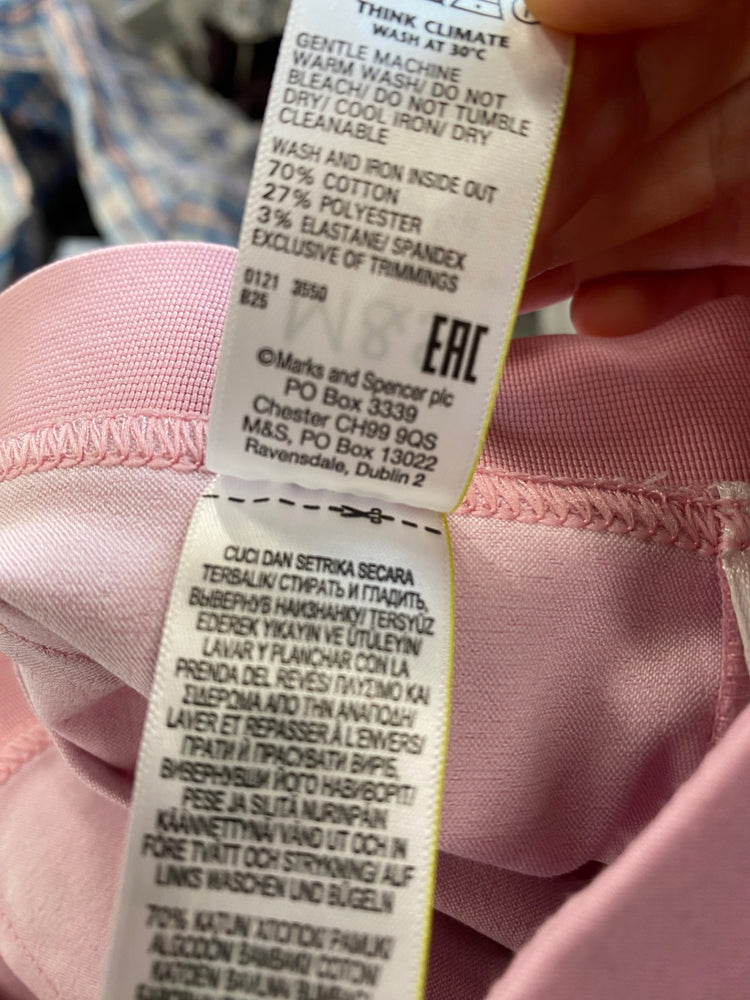 THINK CLIMATE
WASH AT 30°C
GENTLE MACHINE
WARM WASH/ DO NOT
BLEACH/ DO NOT TUMBLE
DRY/ COOL IRON/ DRY
CLEANABLE
WASH AND IRON INSIDE OUT
70% COTTON
27% POLYESTER
3% ELASTANE/ SPANDEX
EXCLUSIVE OF TRIMMINGS
0121 3550
B25
M&
EAC
©Marks and Spencer plc
PO Box 3339
Chester CH99 9QS
M&S, PO Box 13022
Ravensdale, Dublin 2
CUCI DAN SETRIKA SECARA
TERBALIK/ СТИРАТЬ И ГЛАДИТЬ,
ВЫВЕРНУВ НАИЗНАНКУ/ TERSYÜZ
EDEREK YIKAYIN VE ÜTÜLEYIN/
LAVAR Y PLANCHAR CON LA
PRENDA DEL REVES/ ΠΛΥΣΙΜΟ ΚΑΙ
ΣΙΔΕΡΩΜΑ ΑΠΟ ΤΗΝ ΑΝΑΠΟΔΗ/
LAVER ET REPASSER À L'ENVERS/
ПРАТИ Й ПРАСУВАТИ ВИРІБ,
ВИВЕРНУВШИ ЙОГО НАВИВОРІТ/
PESE JA SILITÄ NURINPÄIN
KÄÄNNETTYNÄ/ VÄND UT OCH IN
FÖRE TVÄTT OCH STRYKNING/ AUF
LINKS WASCHEN UND BÜGELN
70% KATUN/ ХЛОПОК/ PAMUK/
ALGODÓN/ ΒΑΜΒΑΚΙ/ COTON/
KATOEN/ BAVLNA/